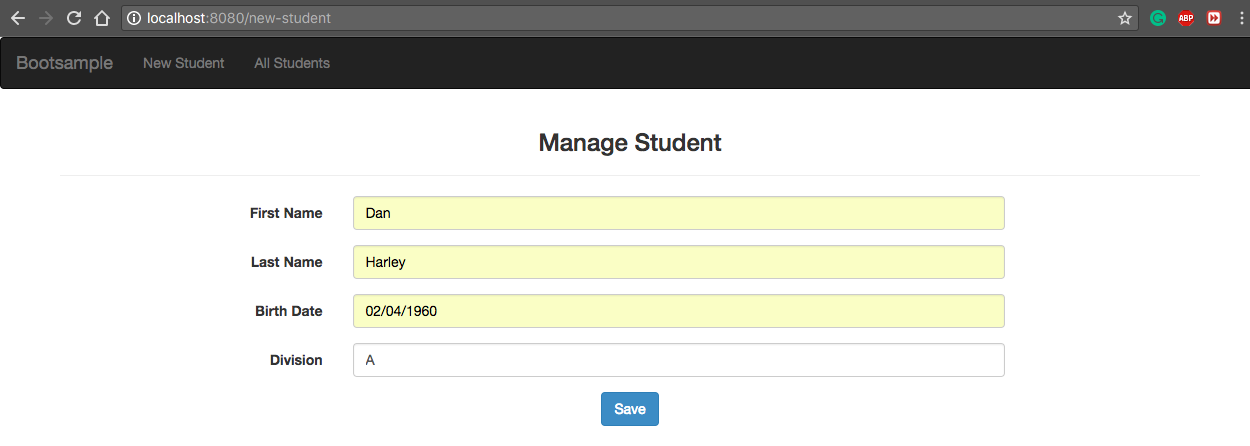 localhost:8080/new-student
ABP
Bootsample New Student All Students
Manage Student
First Name Dan
Last Name Harley
Birth Date 02/04/1960
Division A
Save